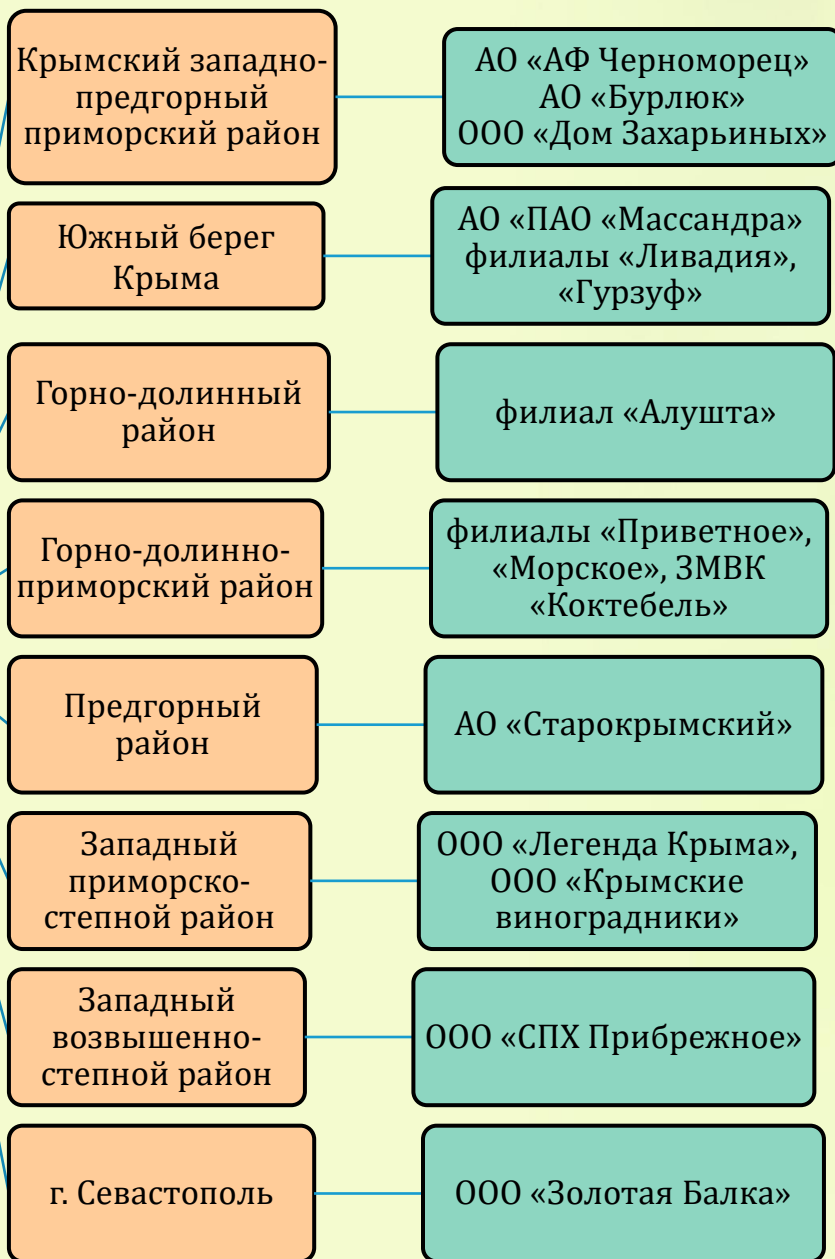 Крымский западно-
предгорный
приморский район
АО «АФ Черноморец»
АО «Бурлюк»
ООО «Дом Захарьиных»
Южный берег
Крыма
АО «ПАО «Массандра»
филиалы «Ливадия»,
«Гурзуф»
Горно-долинный
район
филиал «Алушта»
Горно-долинно-
приморский район
филиалы «Приветное»,
«Морское», ЗМВК
«Коктебель»
Предгорный
район
АО «Старокрымский»
Западный
приморско-
степной район
ООО «Легенда Крыма»,
ООО «Крымские
виноградники»
Западный
возвышенно-
степной район
ООО «СПХ Прибрежное»
г. Севастополь
ООО «Золотая Балка»